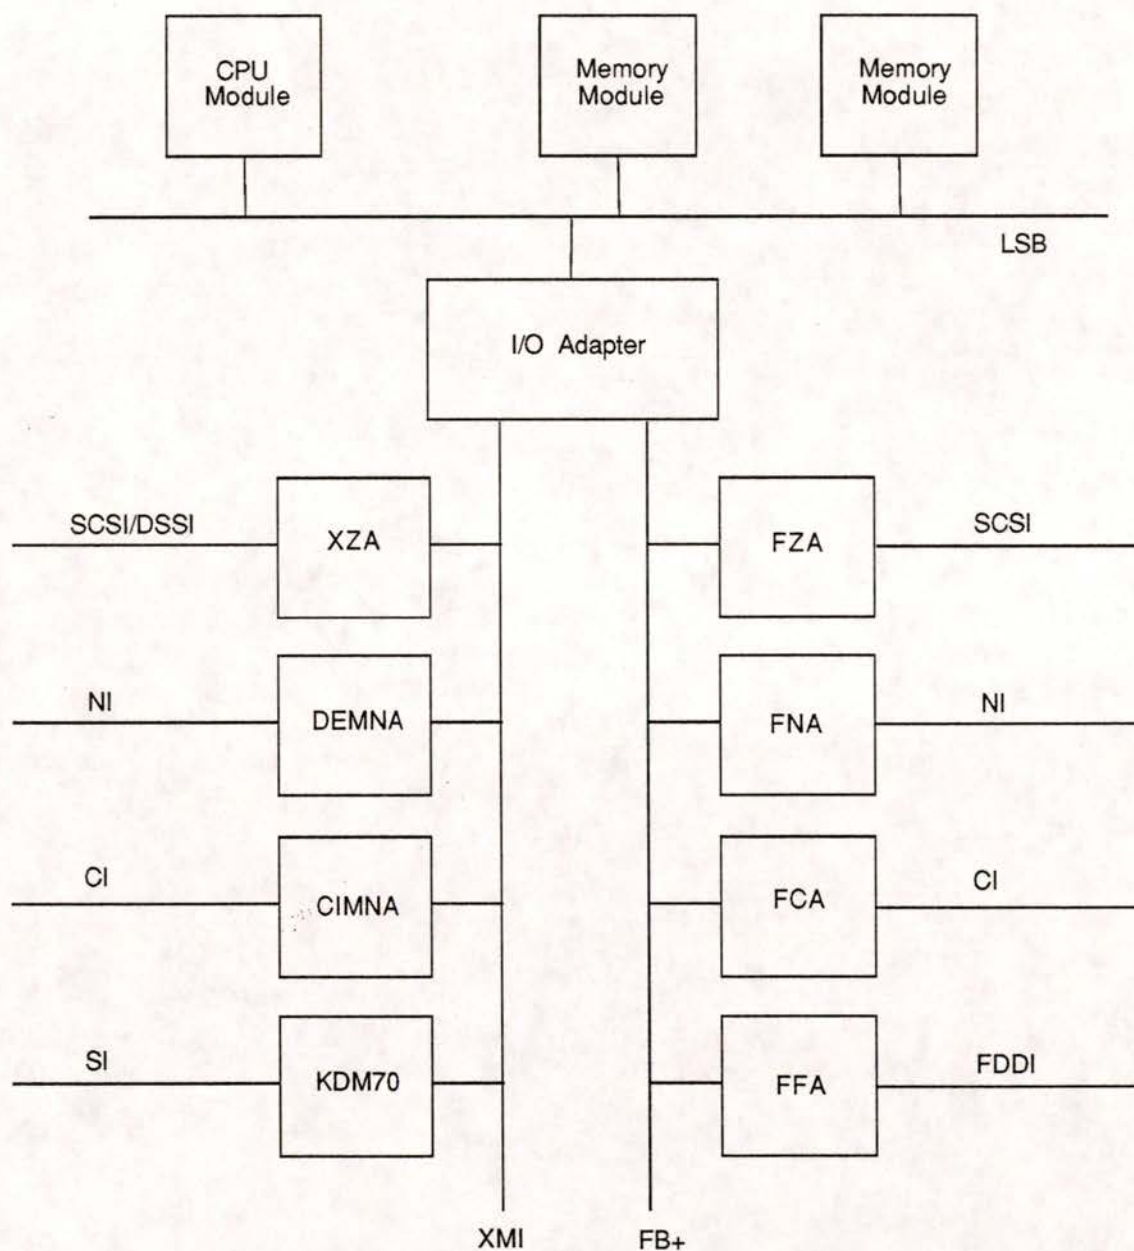 CPU
Module
Memory
Module
Memory
Module
LSB
I/O Adapter
SCSI/DSSI
XZA
FZA
SCSI
NI
DEMNA
FNA
NI
CI
CIMNA
FCA
CI
SI
KDM70
FFA
FDDI
XMI
FB+